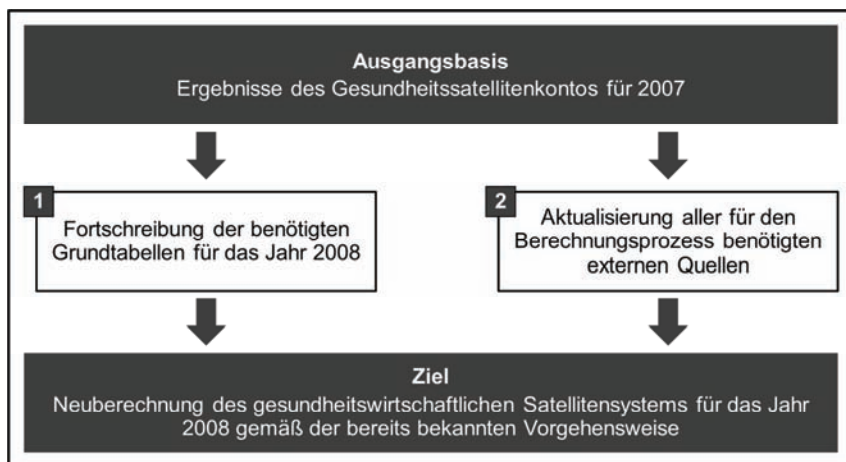 Ausgangsbasis
Ergebnisse des Gesundheitssatellitenkontos für 2007
1
Fortschreibung der benötigten
Grundtabellen für das Jahr 2008
2
Aktualisierung aller für den
Berechnungsprozess benötigten
externen Quellen
Ziel
Neuberechnung des gesundheitswirtschaftlichen Satellitensystems für das Jahr
2008 gemäß der bereits bekannten Vorgehensweise